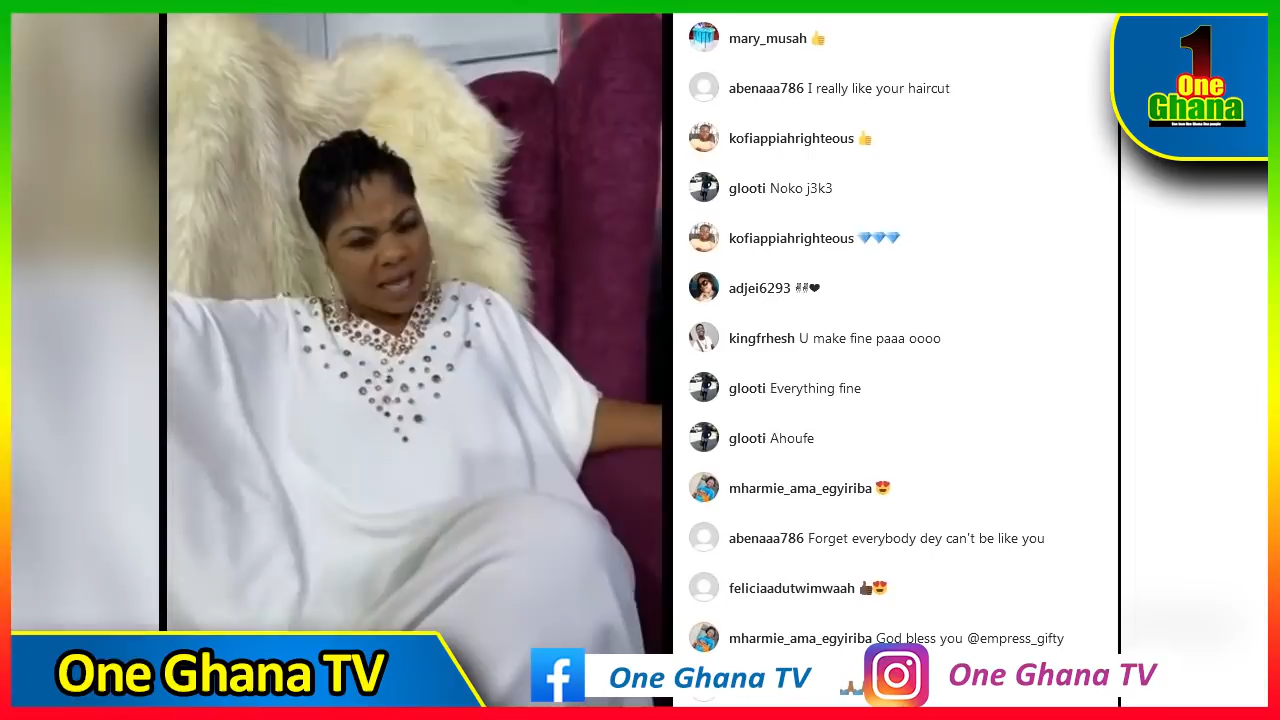 mary_musah 👍
abenaaa786 I really like your haircut
kofiappiahrighteous 👍
glooti Noko j3k3
kofiappiahrighteous 💎💎💎
adjei6293 ✌✌❤
kingfrhesh U make fine paaa oooo
glooti Everything fine
glooti Ahoufe
mharmie_ama_egyiriba 😍
abenaaa786 Forget everybody dey can't be like you
feliciaadutwimwaah 👍🏿😍
mharmie_ama_egyiriba God bless you @empress_gifty
1
One
Ghana
One Ghana TV
One Ghana TV
One Ghana TV